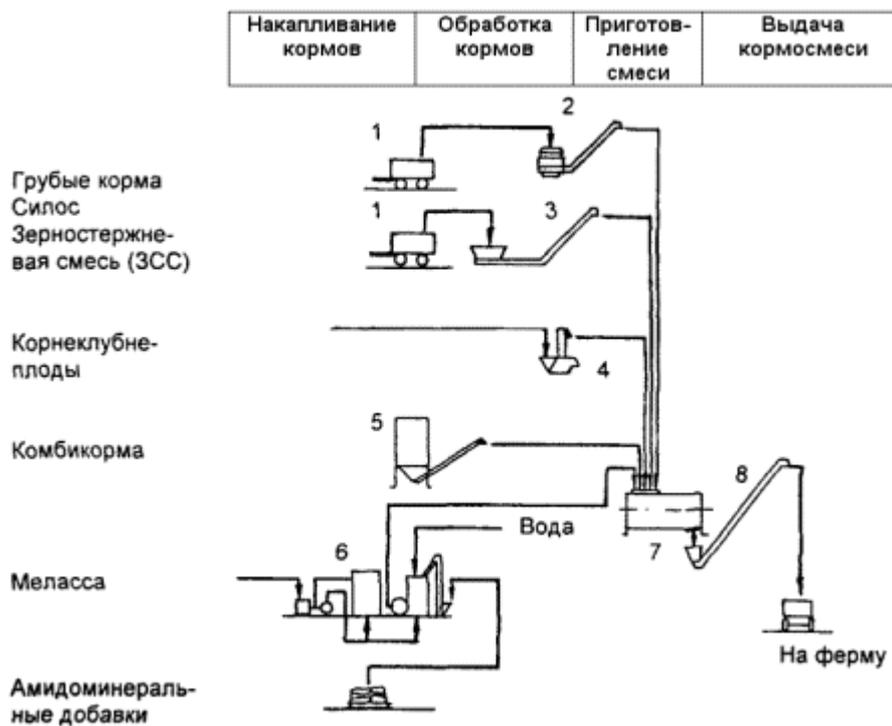 Накапливание
кормов
Обработка
кормов
Приготов-
ление
смеси
Выдача
кормосмеси
2
1
Грубые корма
Силос
Зерностержне-
вая смесь (ЗСС)
1
3
Корнеклубне-
плоды
4
Комбикорма
5
8
Вода
7
6
Меласса
На ферму
Амидоминераль-
ные добавки